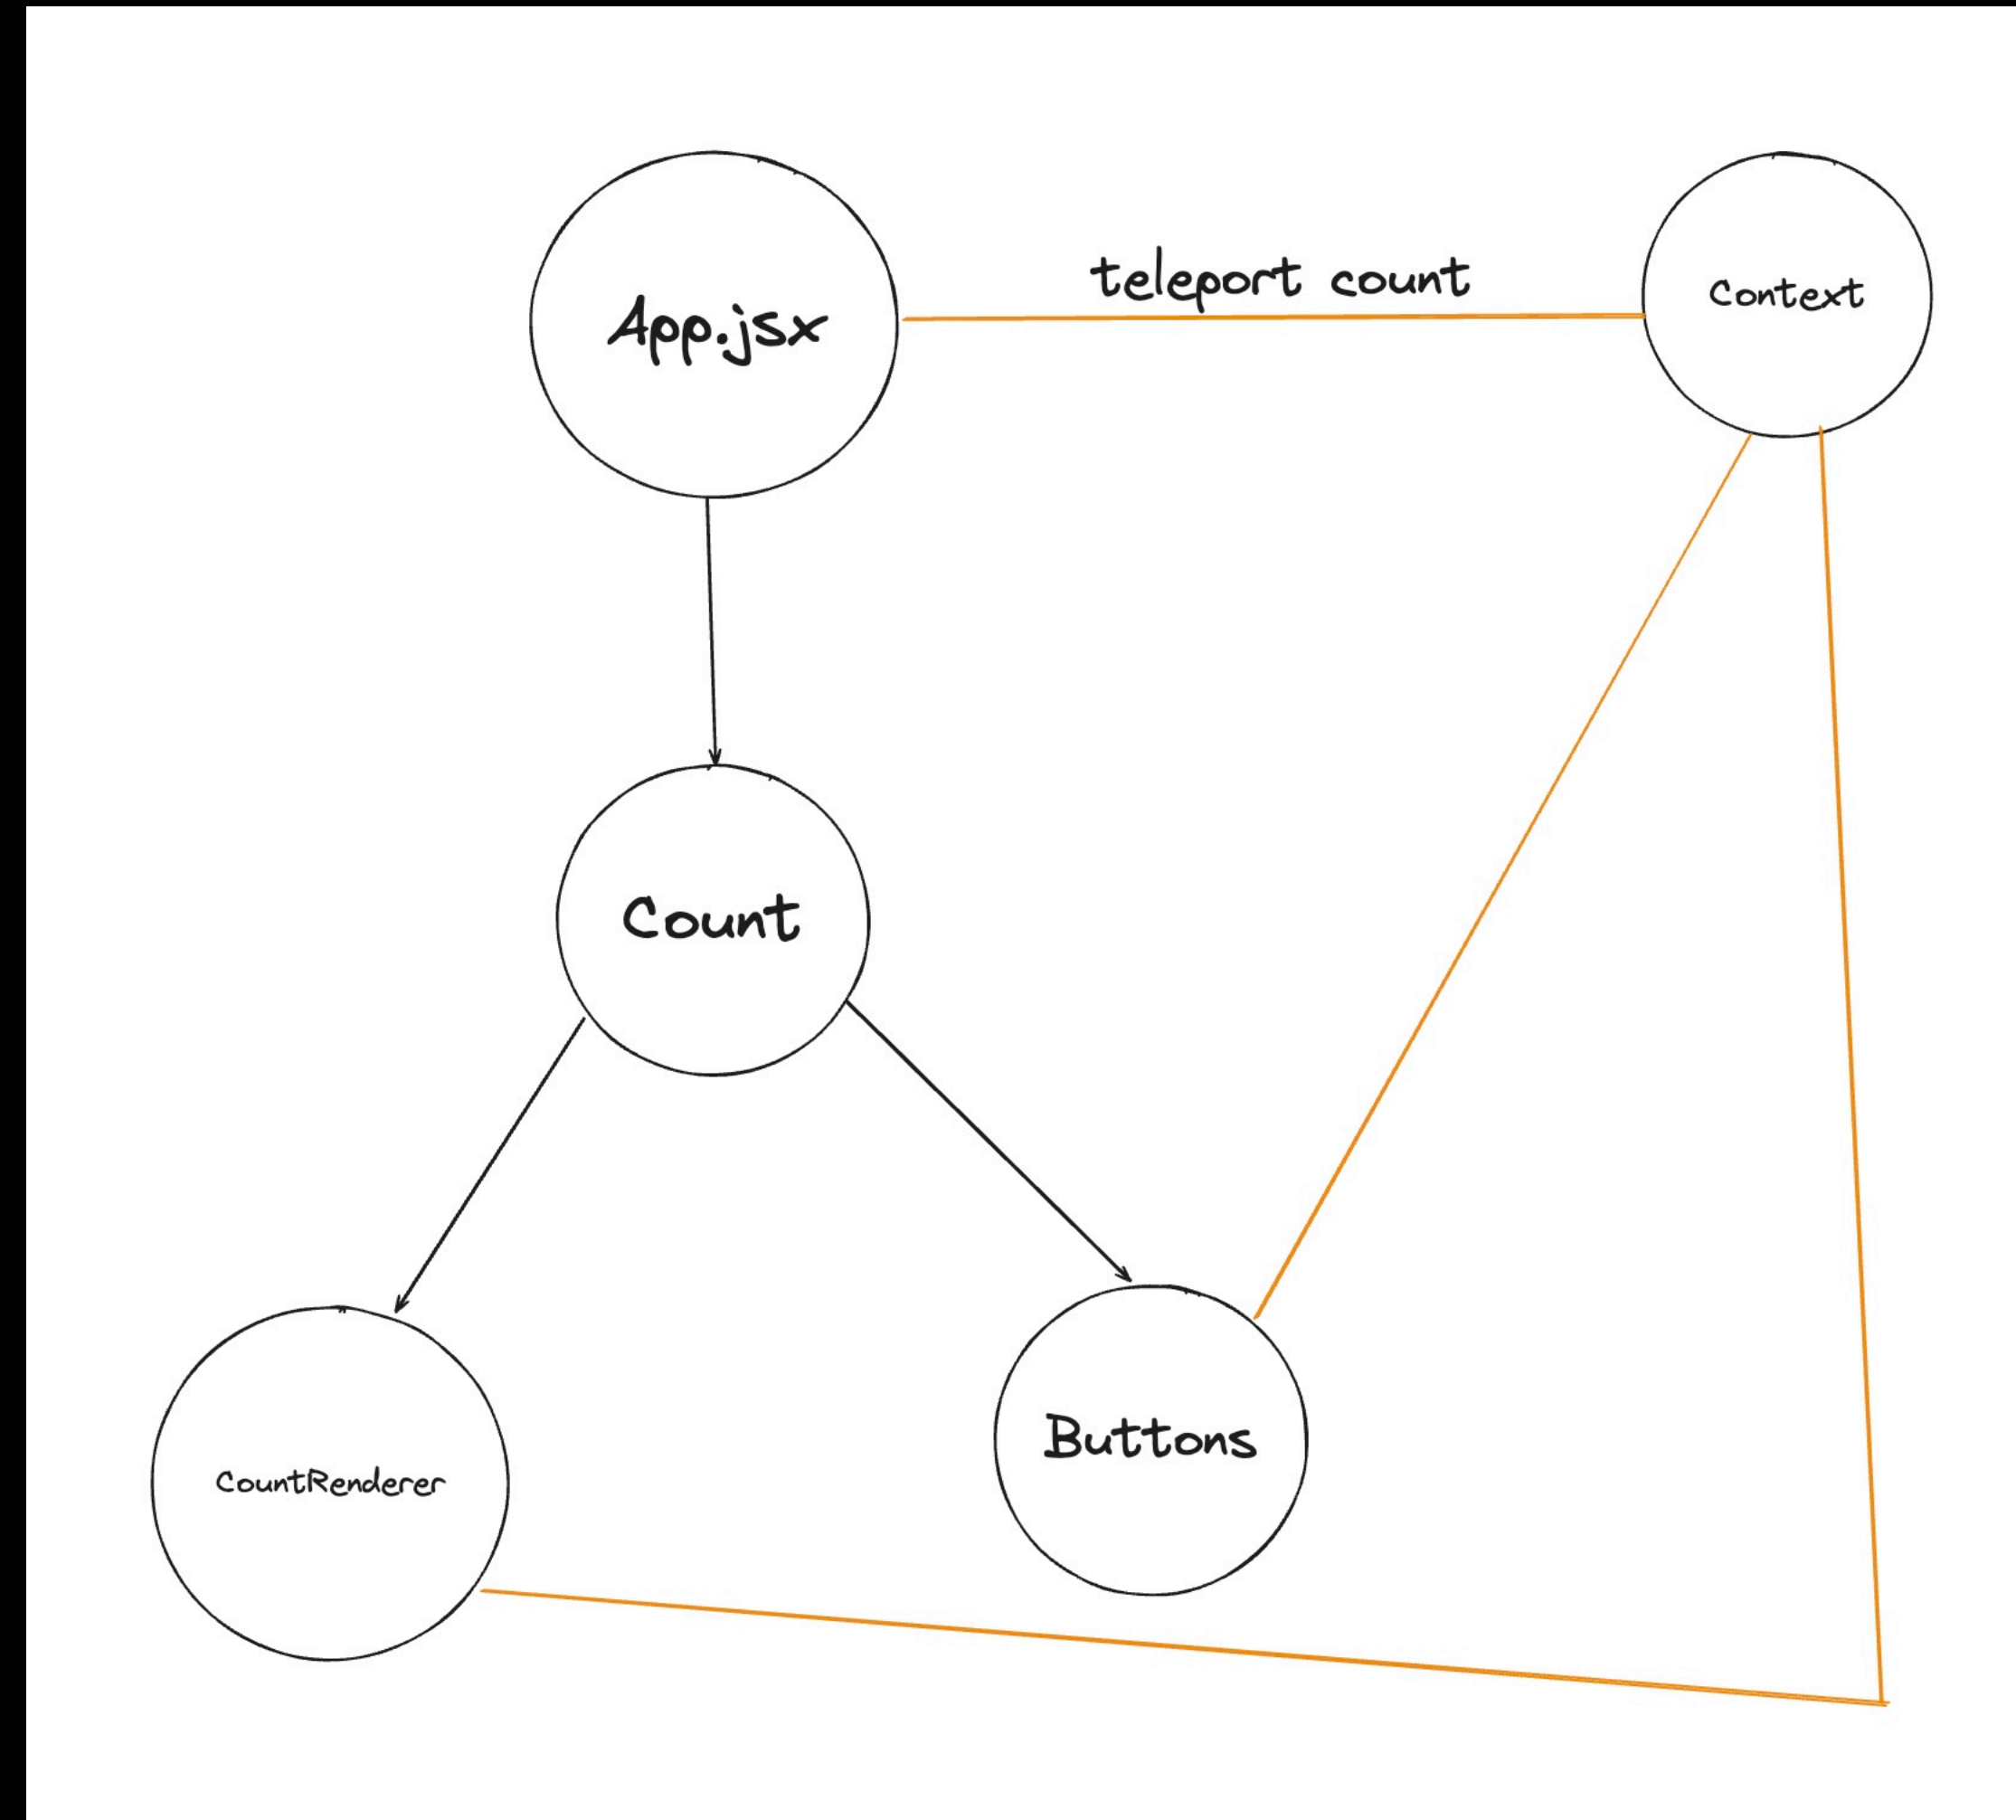 teleport count
Context
App.jsx
Count
Buttons
CountRenderer